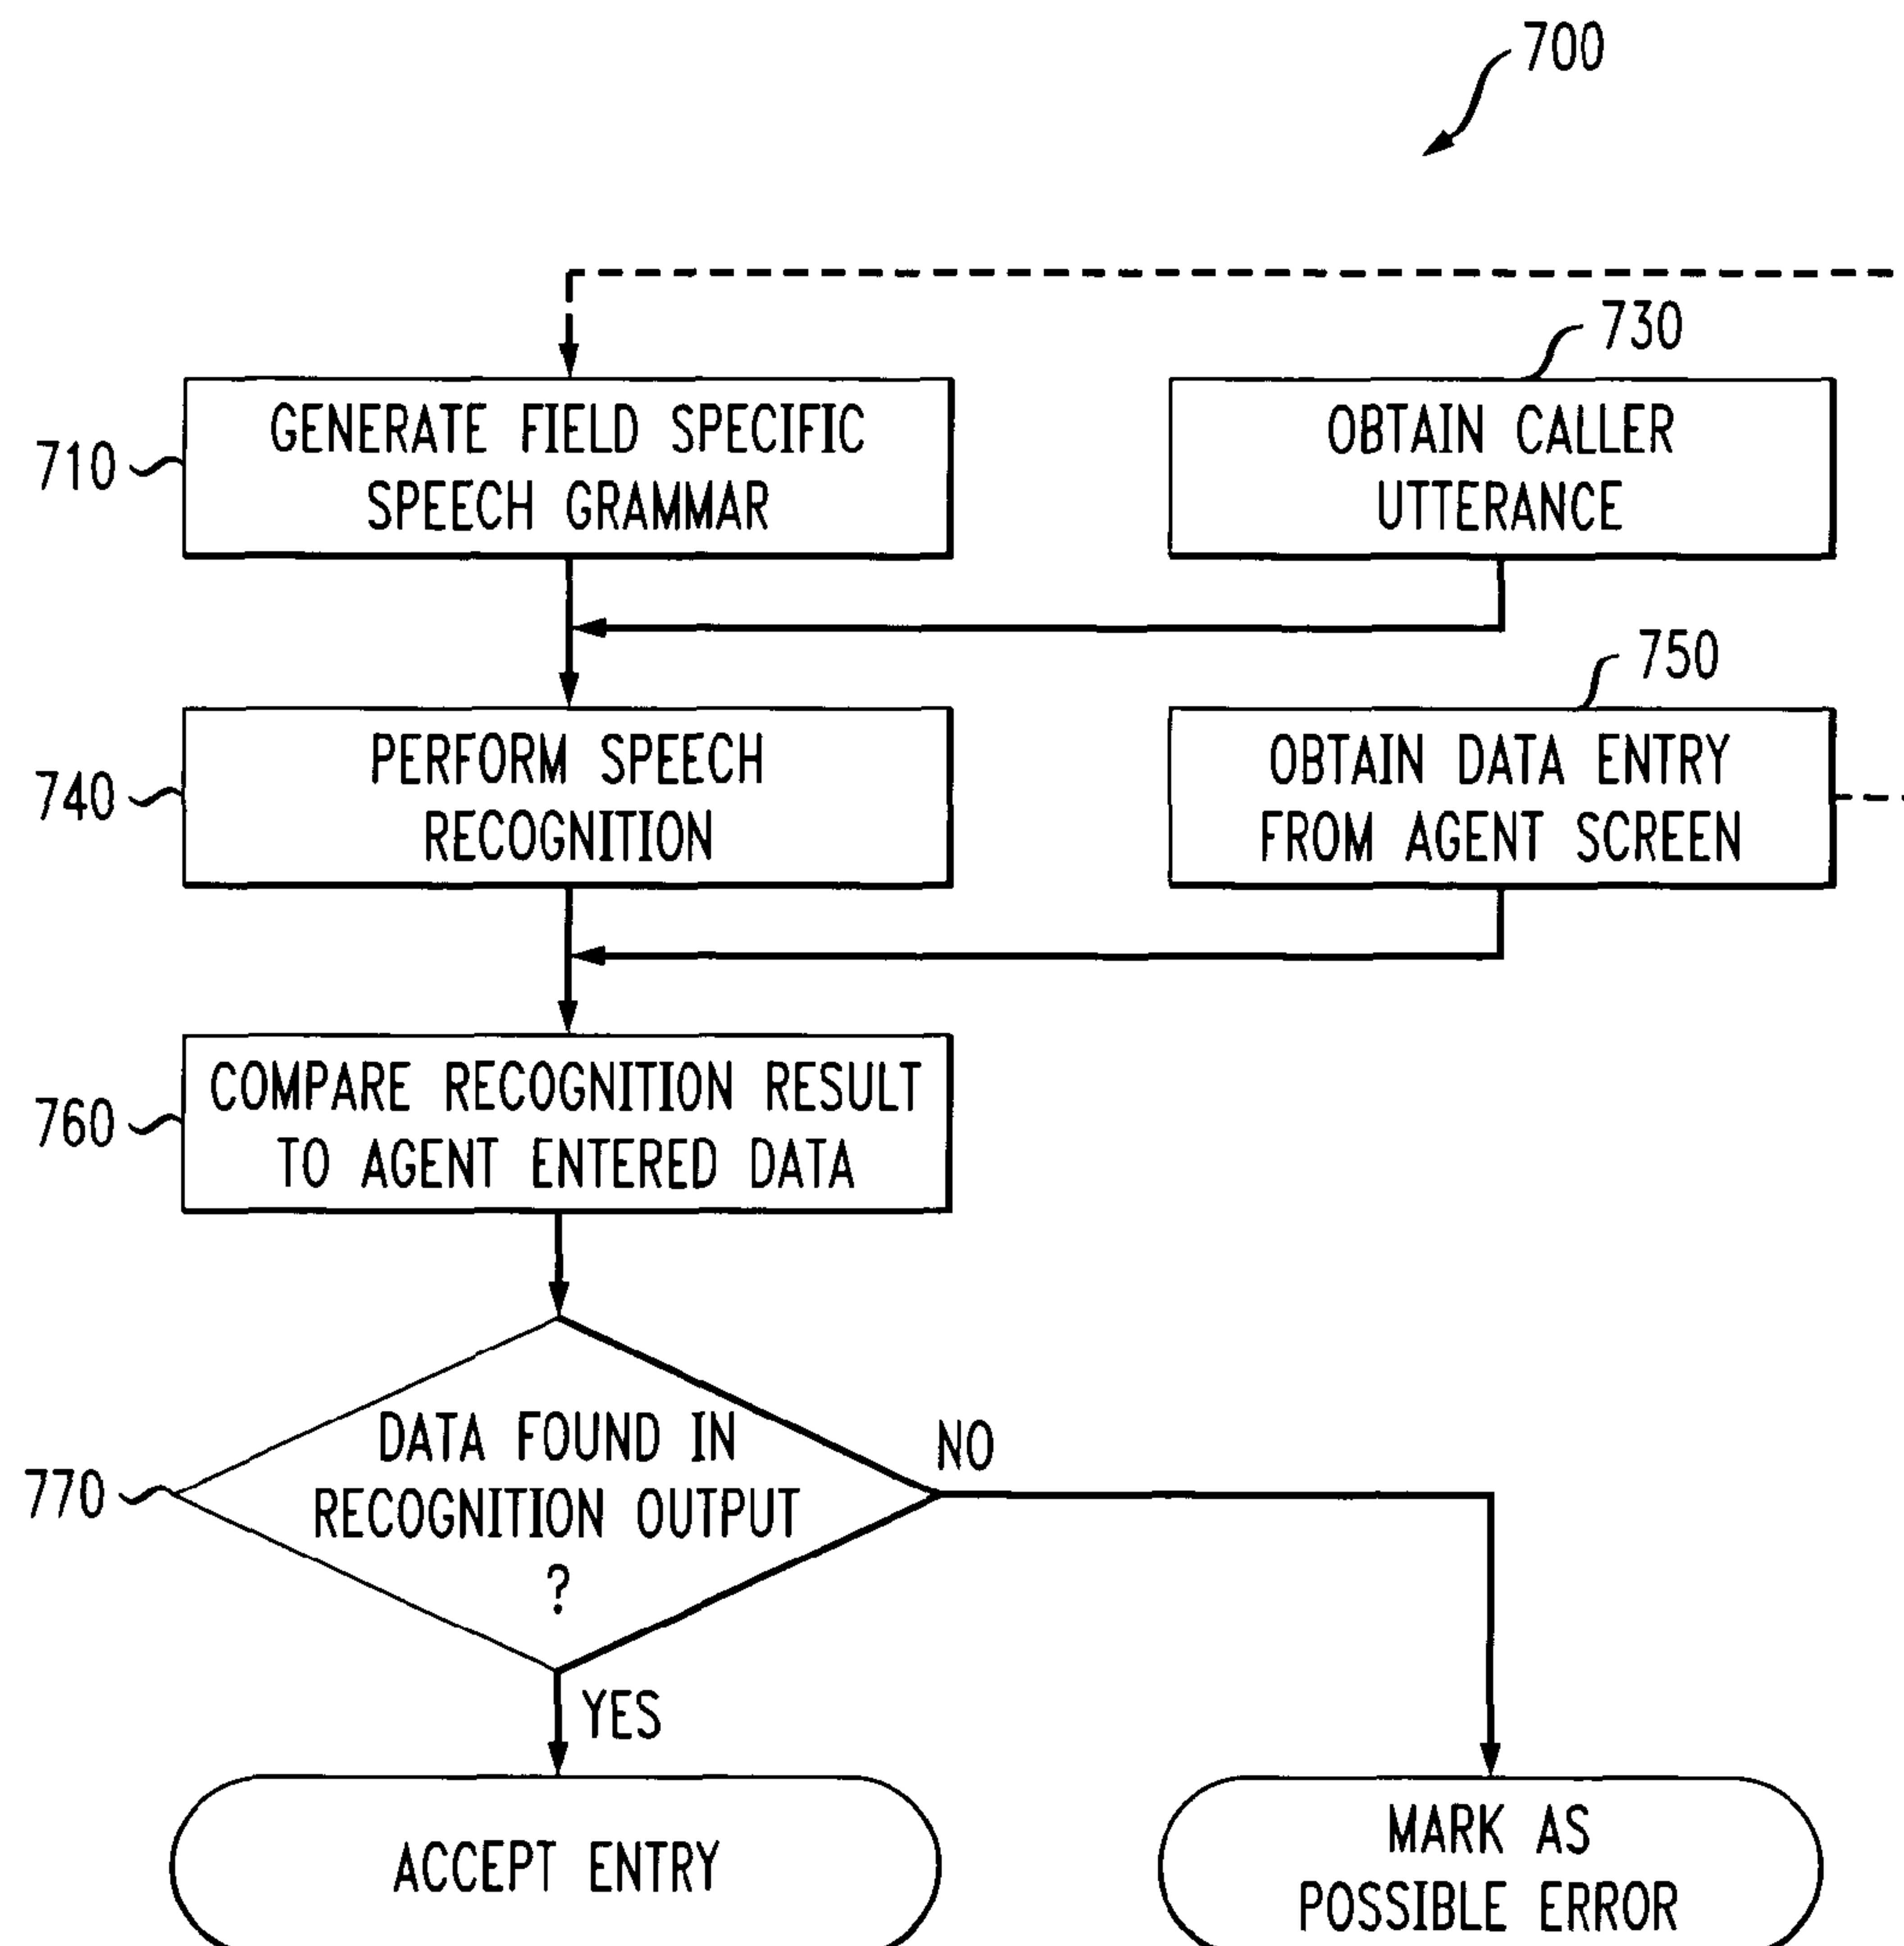 700
730
GENERATE FIELD SPECIFIC
SPEECH GRAMMAR
710
OBTAIN CALLER
UTTERANCE
750
PERFORM SPEECH
RECOGNITION
740
OBTAIN DATA ENTRY
FROM AGENT SCREEN
COMPARE RECOGNITION RESULT
TO AGENT ENTERED DATA
760
DATA FOUND IN
RECOGNITION OUTPUT
?
770
NO
YES
ACCEPT ENTRY
MARK AS
POSSIBLE ERROR